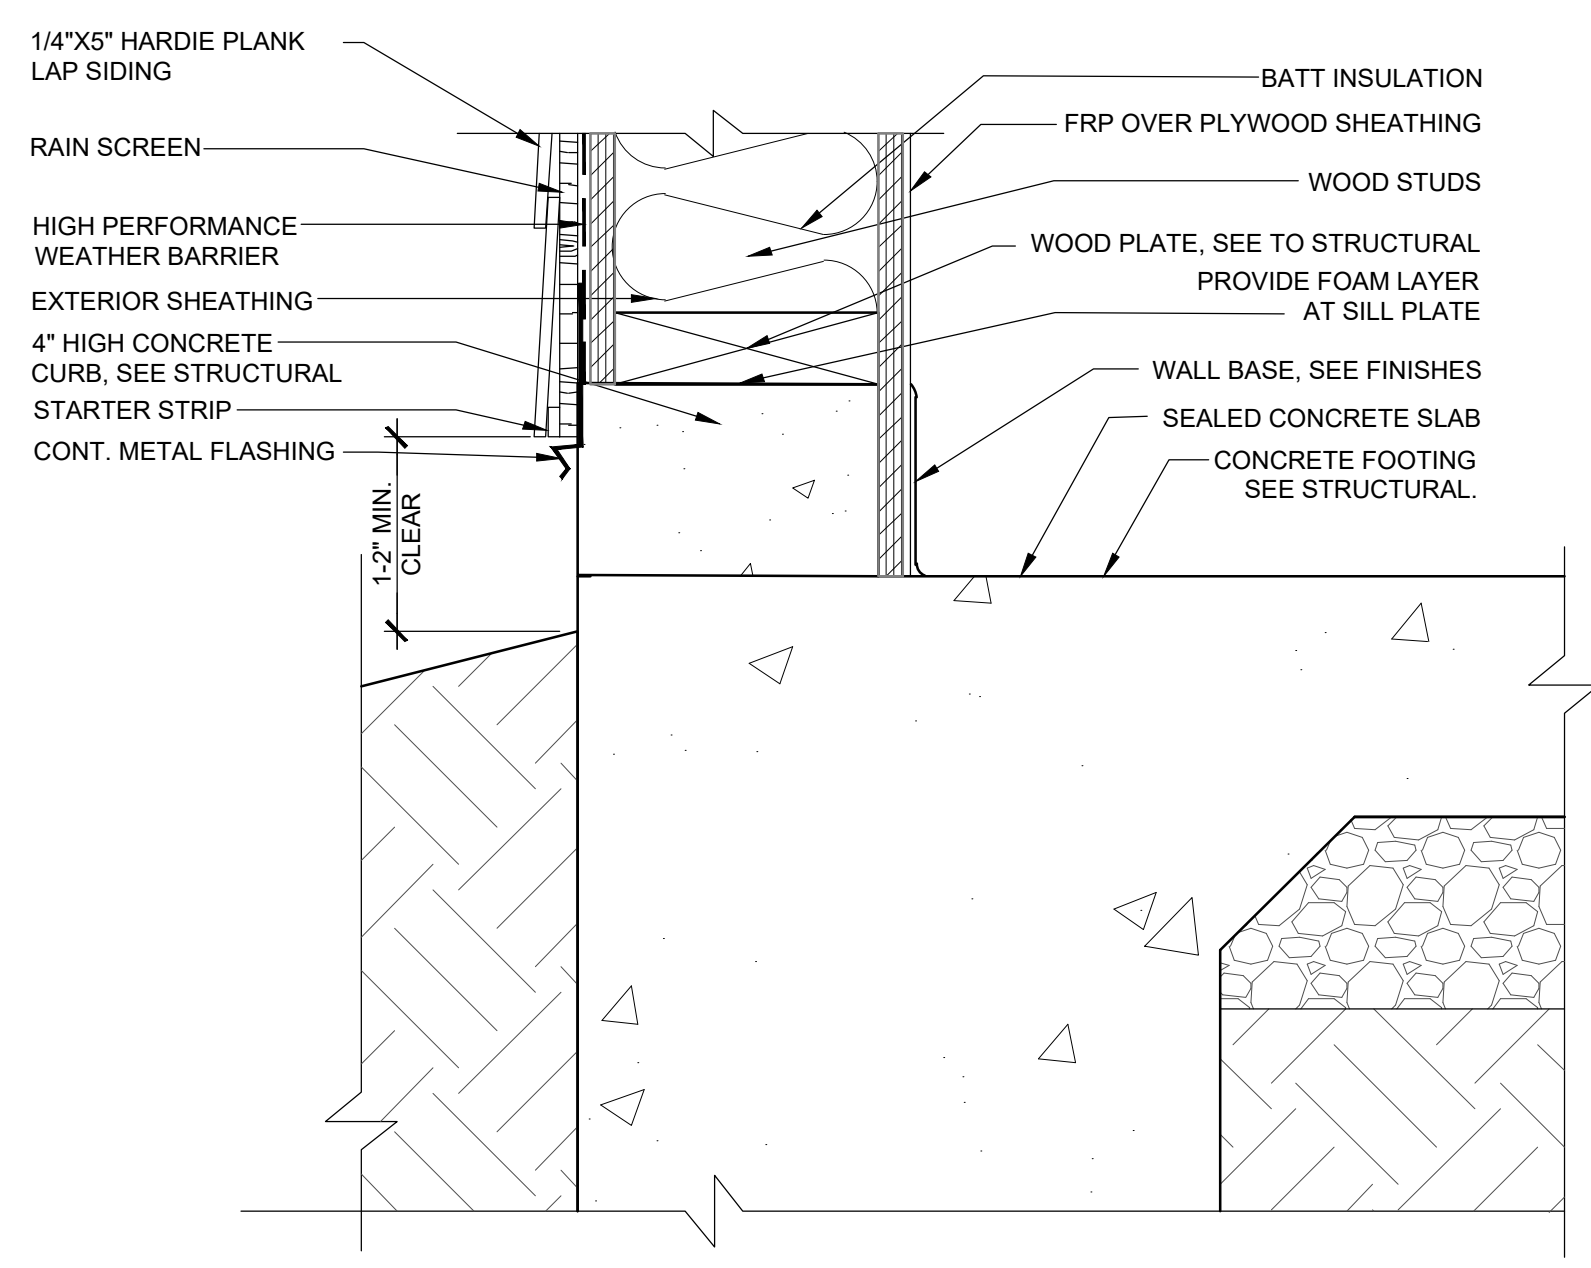 1/4"X5" HARDIE PLANK
LAP SIDING
RAIN SCREEN
HIGH PERFORMANCE
WEATHER BARRIER
EXTERIOR SHEATHING
4" HIGH CONCRETE
CURB, SEE STRUCTURAL
STARTER STRIP
CONT. METAL FLASHING
1-2" MIN.
CLEAR
BATT INSULATION
FRP OVER PLYWOOD SHEATHING
WOOD STUDS
WOOD PLATE, SEE TO STRUCTURAL
PROVIDE FOAM LAYER
AT SILL PLATE
WALL BASE, SEE FINISHES
SEALED CONCRETE SLAB
CONCRETE FOOTING
SEE STRUCTURAL.